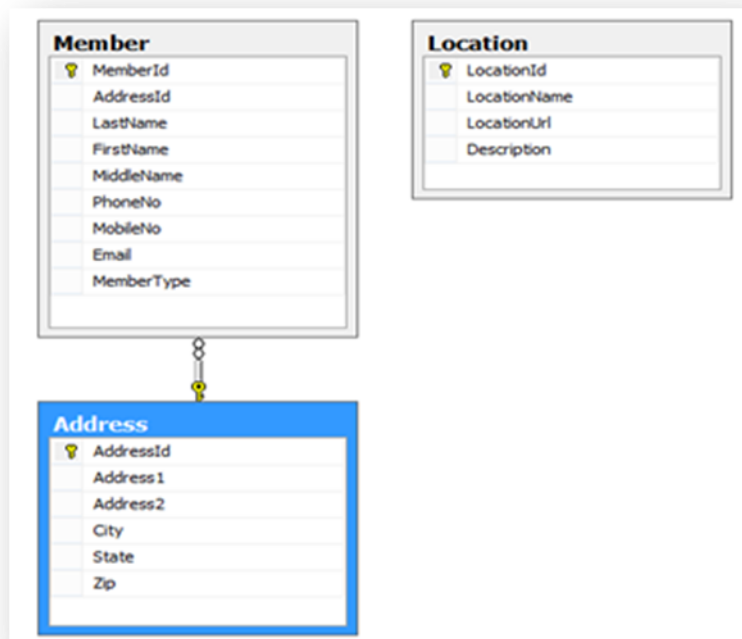 Member
MemberId
AddressId
LastName
FirstName
MiddleName
PhoneNo
MobileNo
Email
MemberType
Location
LocationId
LocationName
LocationUrl
Description
Address
AddressId
Address1
Address2
City
State
Zip